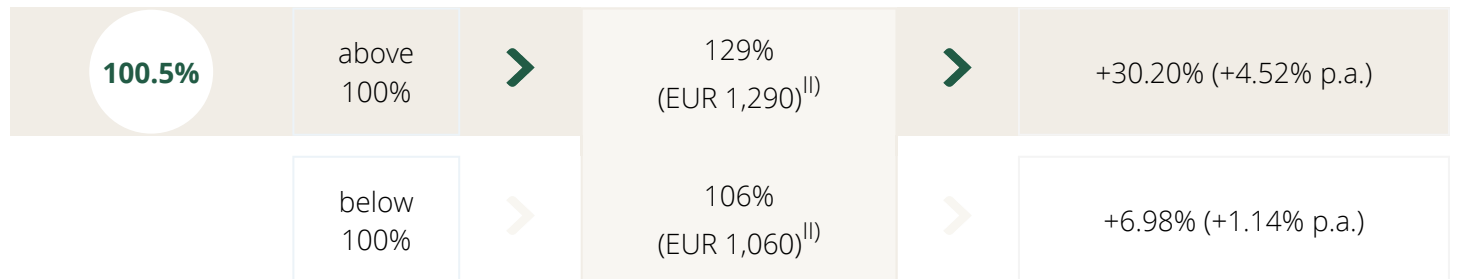 100.5%
above
100%
129%
(EUR 1,290)II)
+30.20% (+4.52% p.a.)
below
100%
106%
(EUR 1,060)II)
+6.98% (+1.14% p.a.)